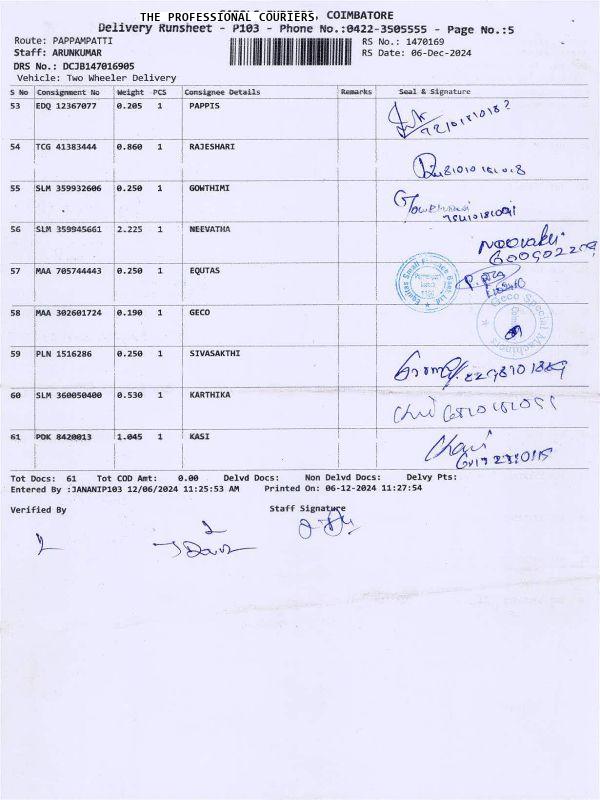 THE PROFESSIONAL COURIERS, COIMBATORE
Delivery Runsheet - P103 - Phone No.:0422-3505555 - Page No.:5
Route: PAPPAMPATTI
RS No.: 1470169
Staff: ARUNKUMAR
RS Date: 06-Dec-2024
DRS No.: DCJB147016905
Vehicle: Two Wheeler Delivery
S No Consignment No Weight PCS Consignee Details Remarks Seal & Signature
53 EDQ 12367077 0.205 1 PAPPIS
54 TCG 41383444 0.860 1 RAJESHARI
55 SLM 359932606 0.250 1 GOWTHIMI
56 SLM 359945661 2.225 1 NEEVATHA
57 MAA 705744443 0.250 1 EQUTAS
58 MAA 302601724 0.190 1 GECO
Geco Special Machines
59 PLN 1516286 0.250 1 SIVASAKTHI
60 SLM 360050400 0.530 1 KARTHIKA
61 PDK 8420013 1.045 1 KASI
Tot Docs: 61 Tot COD Amt: 0.00 Delvd Docs: Non Delvd Docs: Delvy Pts:
Entered By :JANANIP103 12/06/2024 11:25:53 AM Printed On: 06-12-2024 11:27:54
Verified By
Staff Signature